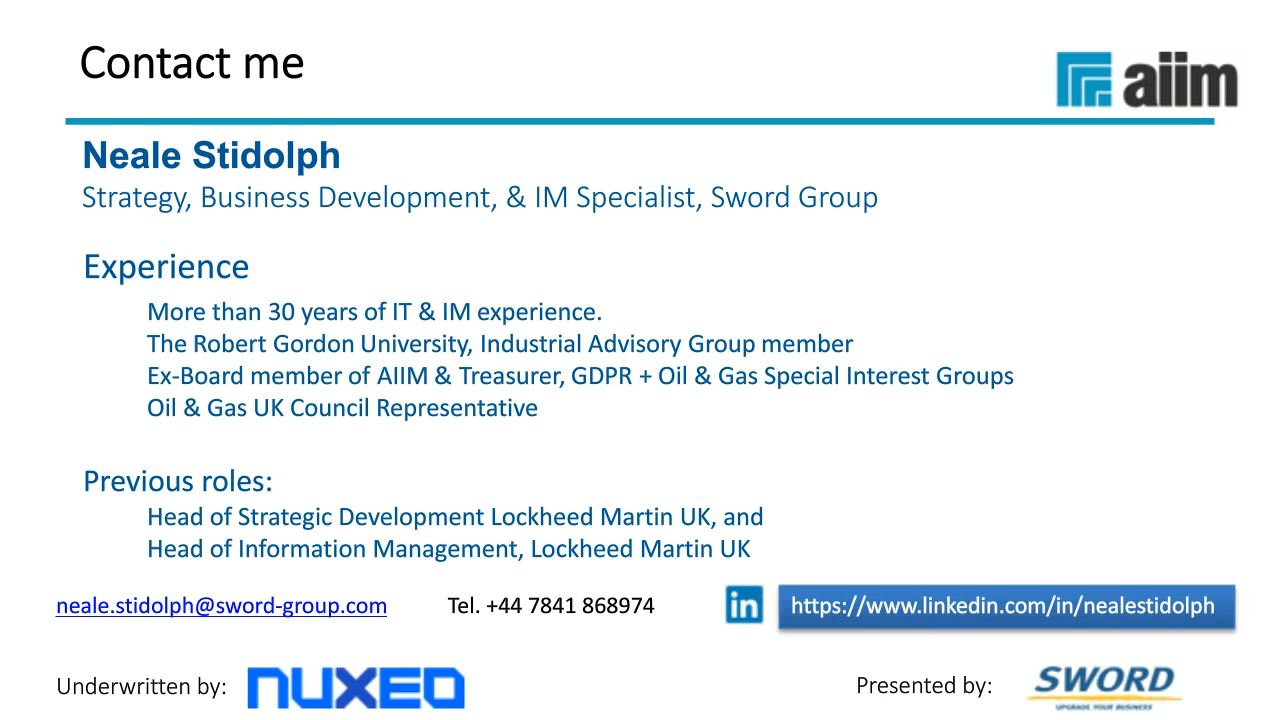 Contact me
aiim
Neale Stidolph
Strategy, Business Development, & IM Specialist, Sword Group
Experience
More than 30 years of IT & IM experience.
The Robert Gordon University, Industrial Advisory Group member
Ex-Board member of AIIM & Treasurer, GDPR + Oil & Gas Special Interest Groups
Oil & Gas UK Council Representative
Previous roles:
Head of Strategic Development Lockheed Martin UK, and
Head of Information Management, Lockheed Martin UK
neale.stidolph@sword-group.com Tel. +44 7841 868974 in https://www.linkedin.com/in/nealestidolph
Underwritten by: nuxeo Presented by: SWORD
UPGRADE YOUR BUSINESS